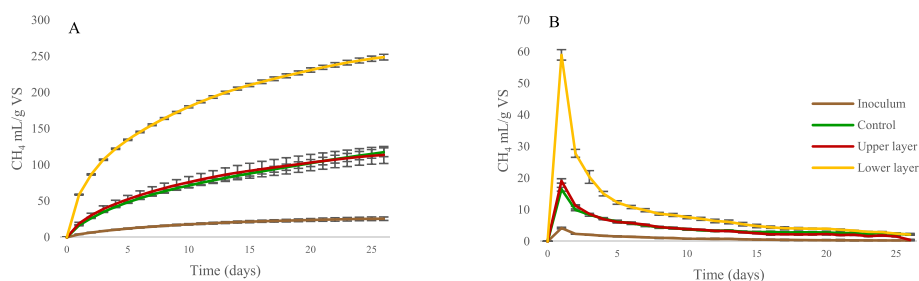 A
300
250
200
150
100
50
0
CH₄ mL/g VS
0 5 10 15 20 25
Time (days)
B
70
60
50
40
30
20
10
0
CH₄ mL/g VS
0 5 10 15 20 25
Time (days)
Inoculum
Control
Upper layer
Lower layer